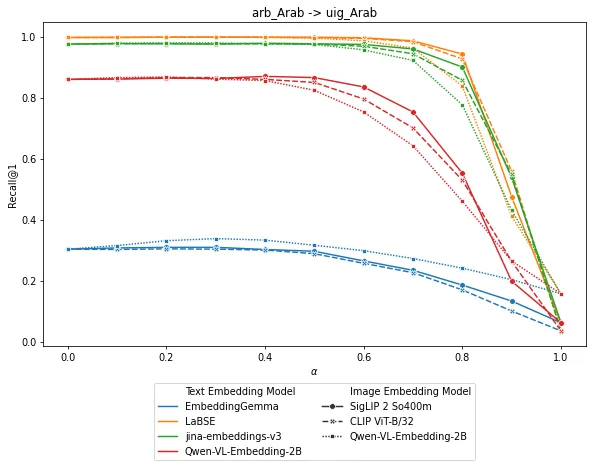 arb_Arab -> uig_Arab
1.0
0.8
0.6
0.4
0.2
0.0
Recall@1
0.0 0.2 0.4 0.6 0.8 1.0
α
Text Embedding Model Image Embedding Model
EmbeddingGemma SigLIP 2 So400m
LaBSE CLIP ViT-B/32
jina-embeddings-v3 Qwen-VL-Embedding-2B
Qwen-VL-Embedding-2B